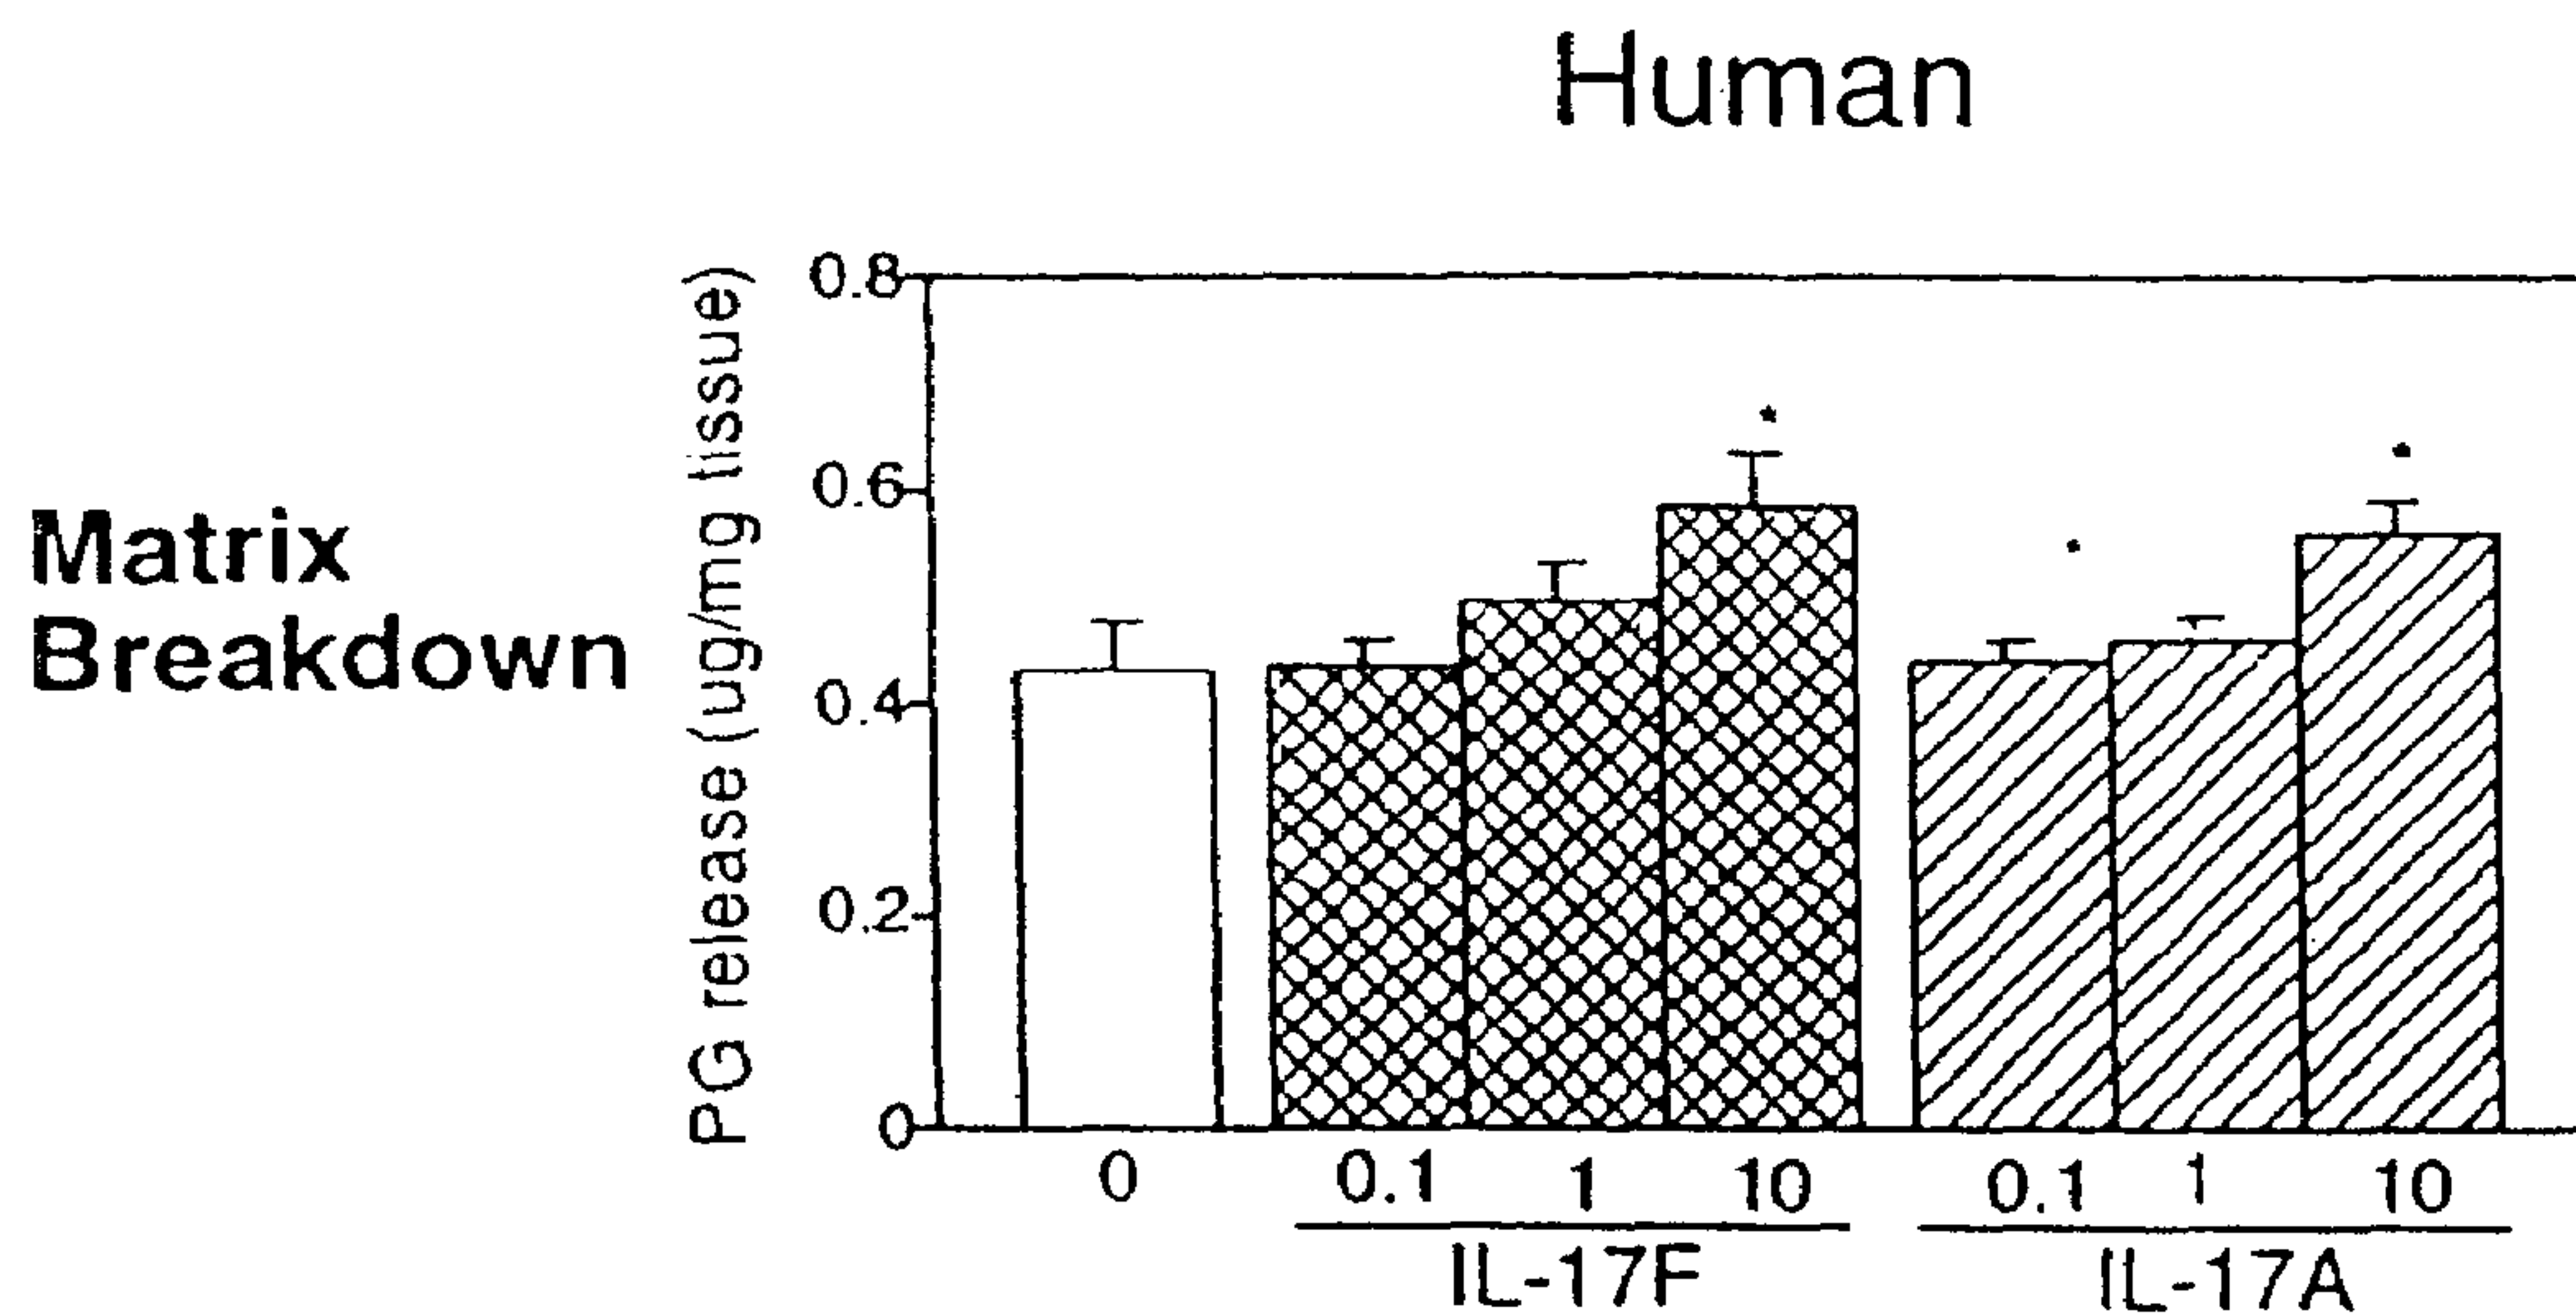 Human
Matrix
Breakdown
PG release (ug/mg tissue)
0.8
0.6
0.4
0.2
0
0 0.1 1 10 0.1 1 10
IL-17F IL-17A
* *